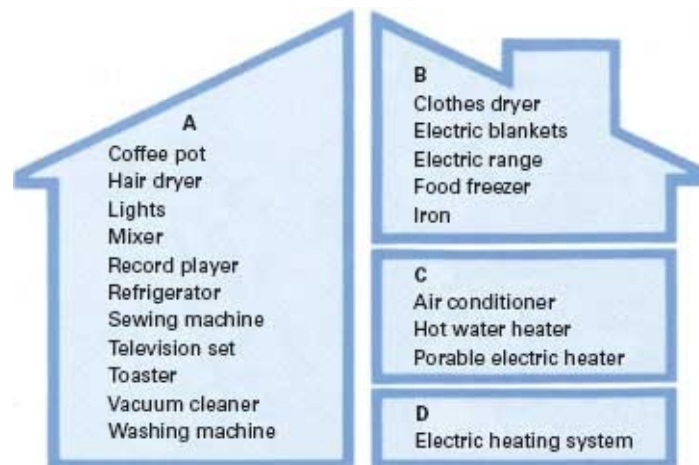 A
Coffee pot
Hair dryer
Lights
Mixer
Record player
Refrigerator
Sewing machine
Television set
Toaster
Vacuum cleaner
Washing machine
B
Clothes dryer
Electric blankets
Electric range
Food freezer
Iron
C
Air conditioner
Hot water heater
Porable electric heater
D
Electric heating system